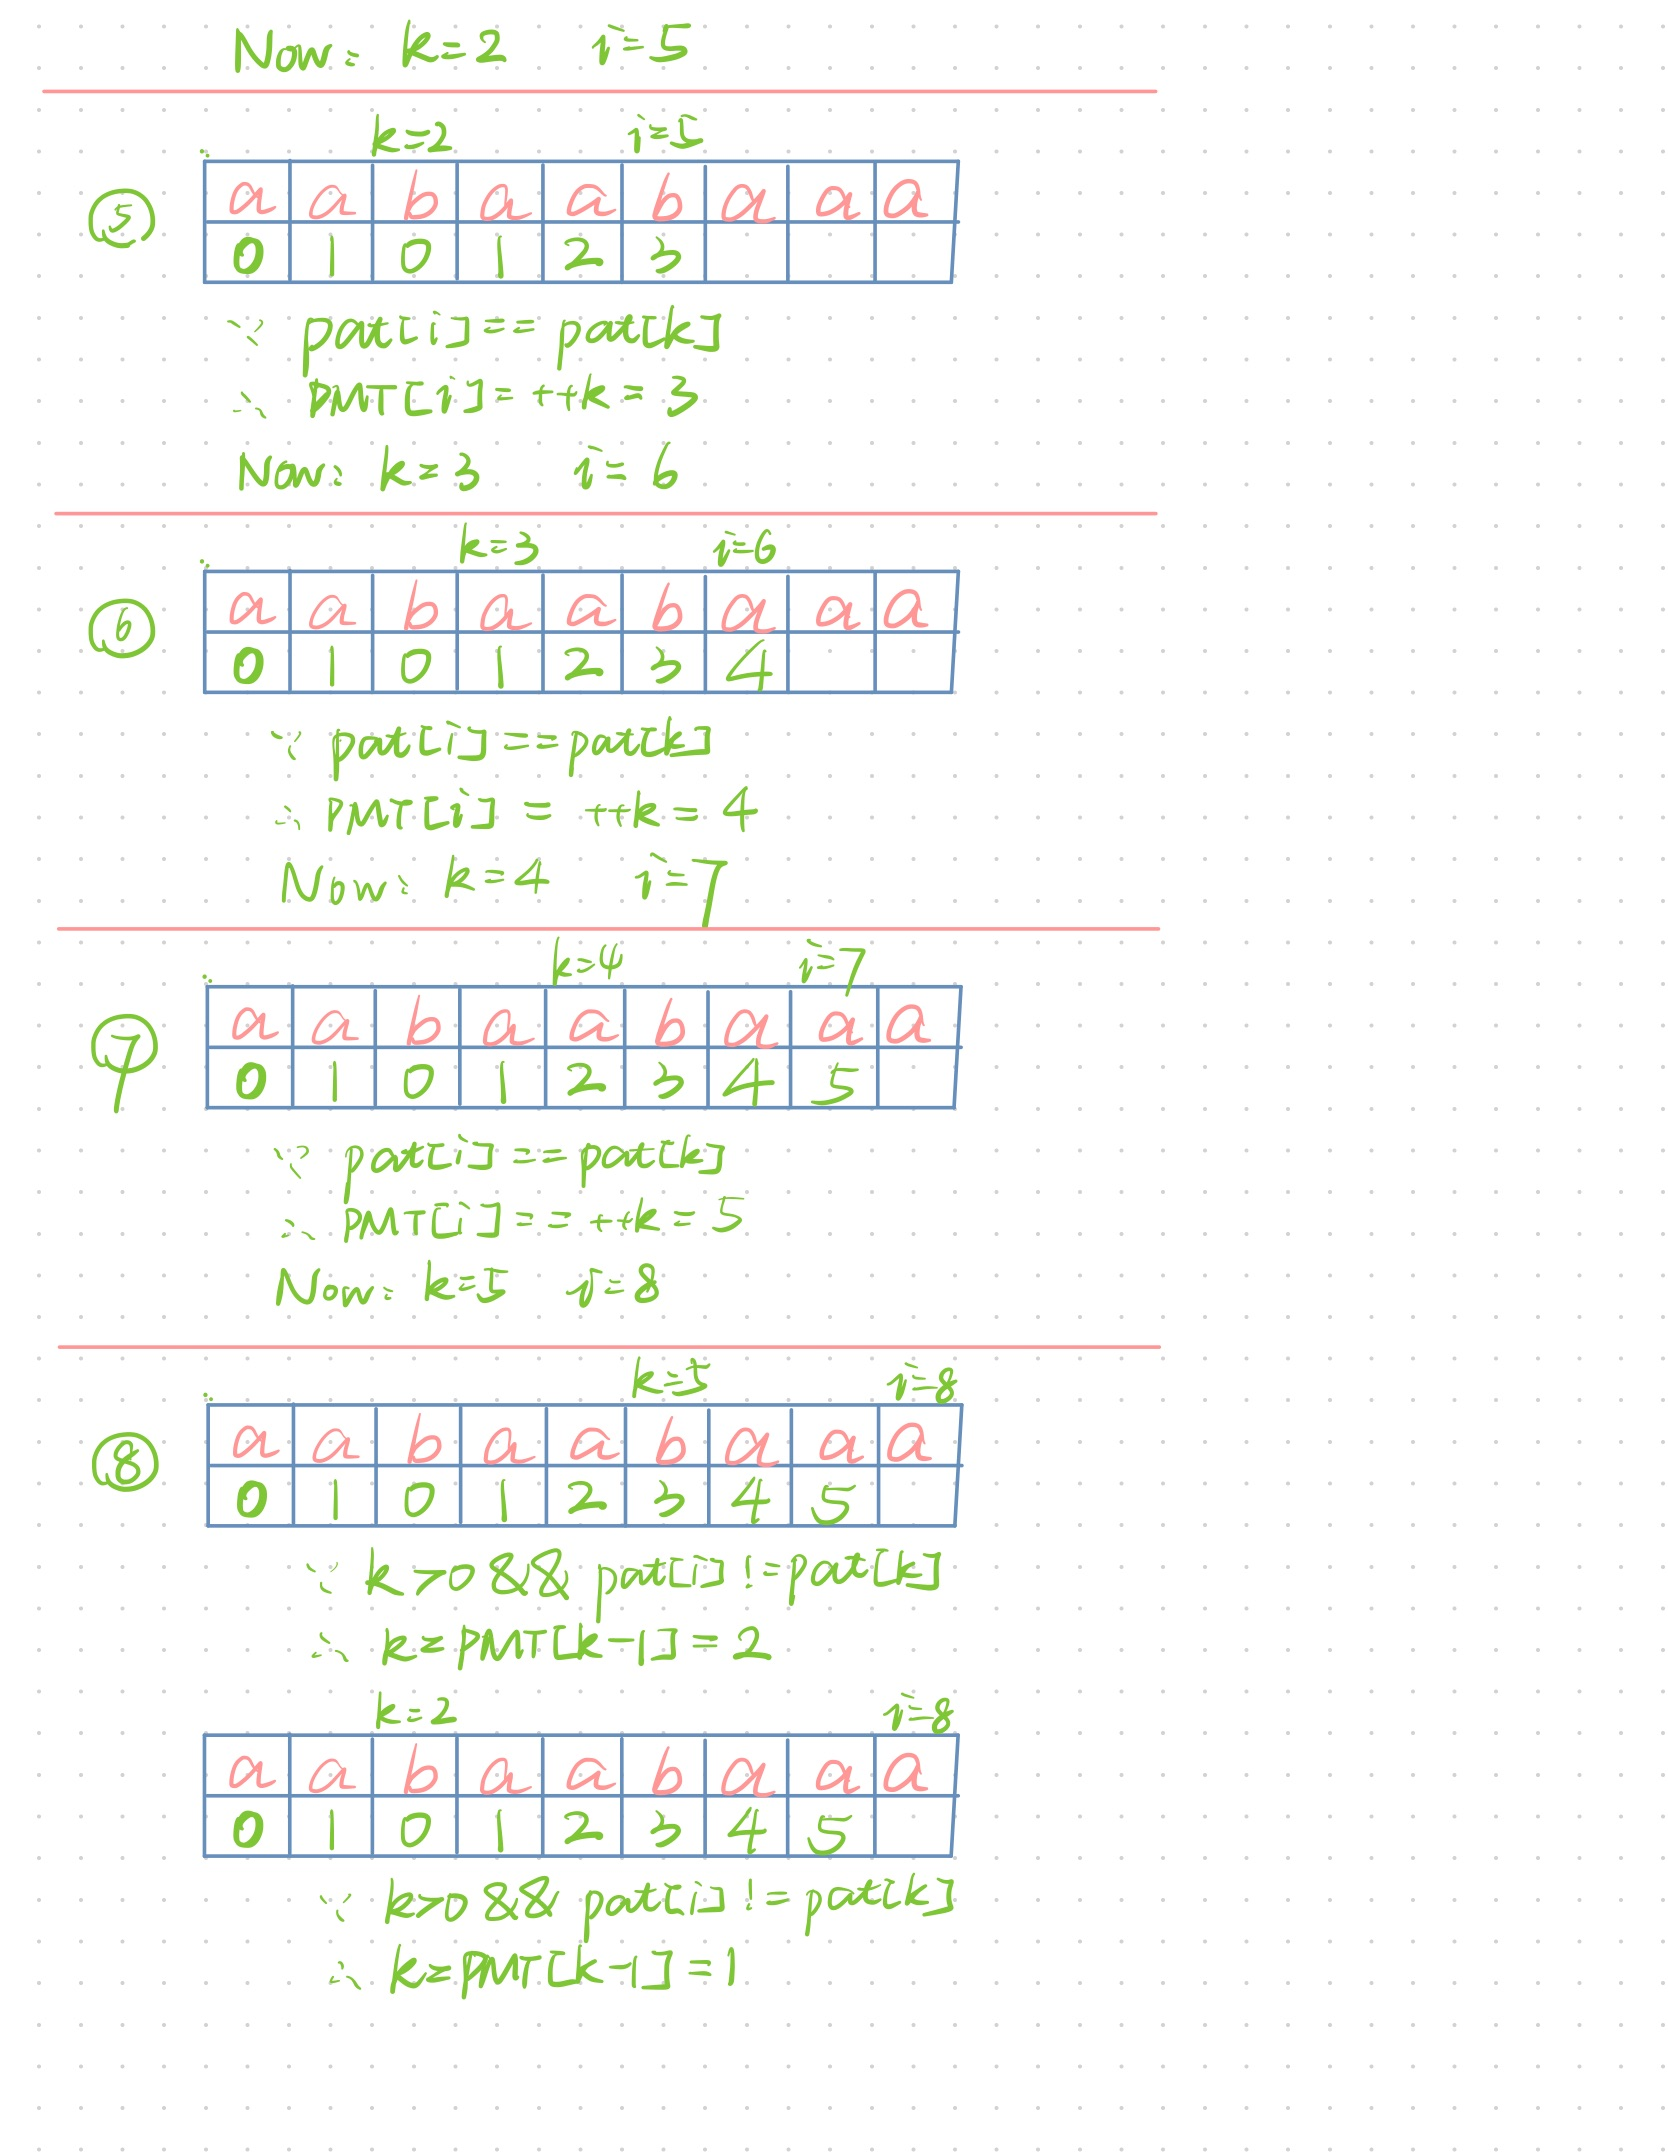 Now: k=2 i=5
k=2 i=5
⑤ a a b a a b a a a
0 1 0 1 2 3
∵ pat[i]==pat[k]
∴ PMT[i]=++k=3
Now: k=3 i=6
k=3 i=6
⑥ a a b a a b a a a
0 1 0 1 2 3 4
∵ pat[i]==pat[k]
∴ PMT[i]=++k=4
Now: k=4 i=7
k=4 i=7
⑦ a a b a a b a a a
0 1 0 1 2 3 4 5
∵ pat[i]==pat[k]
∴ PMT[i]==++k=5
Now: k=5 i=8
k=5 i=8
⑧ a a b a a b a a a
0 1 0 1 2 3 4 5
∵ k>0 && pat[i]!=pat[k]
∴ k=PMT[k-1]=2
k=2 i=8
a a b a a b a a a
0 1 0 1 2 3 4 5
∵ k>0 && pat[i]!=pat[k]
∴ k=PMT[k-1]=1